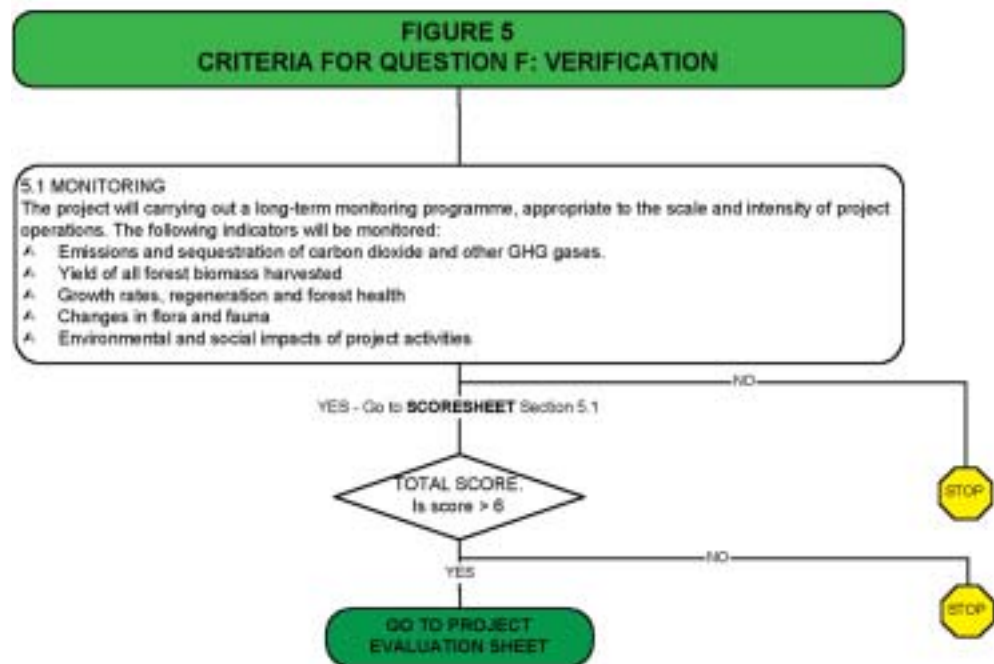 FIGURE 5
CRITERIA FOR QUESTION F: VERIFICATION
5.1 MONITORING
The project will carrying out a long-term monitoring programme, appropriate to the scale and intensity of project
operations. The following indicators will be monitored:
Emissions and sequestration of carbon dioxide and other GHG gases.
Yield of all forest biomass harvested
Growth rates, regeneration and forest health
Changes in flora and fauna
Environmental and social impacts of project activities
NO
YES - Go to SCORESHEET Section 5.1
TOTAL SCORE.
Is score > 6
STOP
NO
YES
STOP
GO TO PROJECT
EVALUATION SHEET